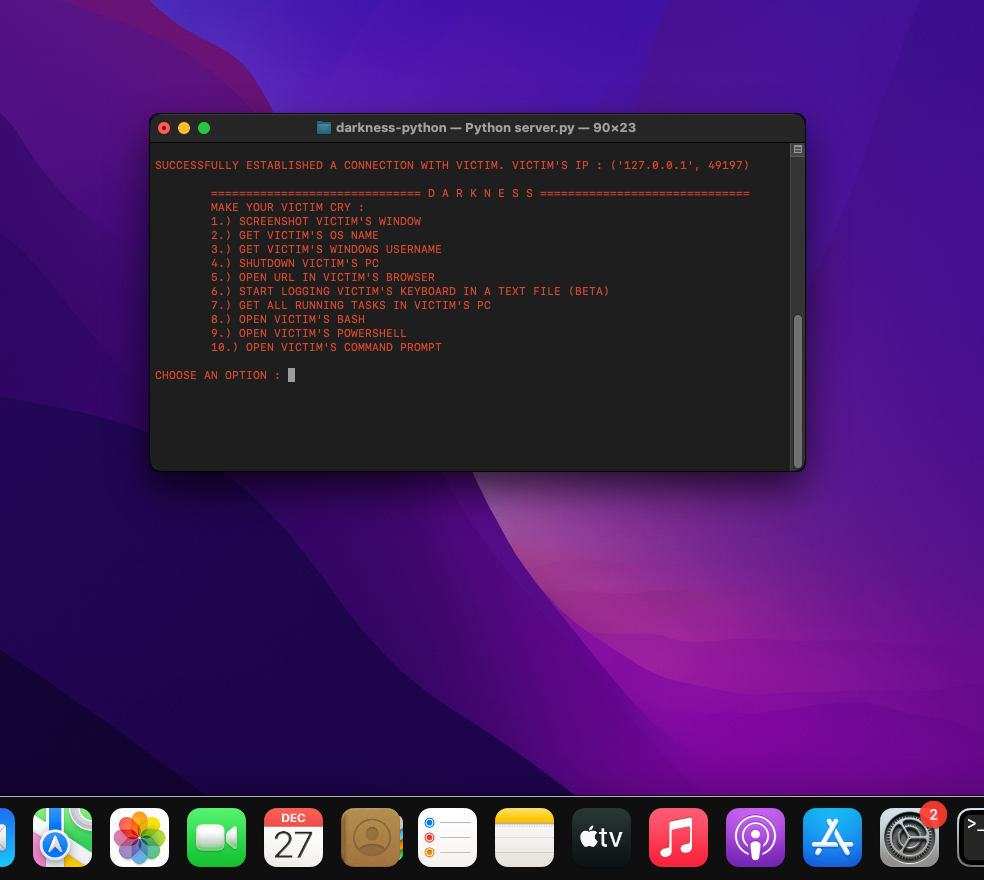 darkness-python — Python server.py — 90×23
SUCCESSFULLY ESTABLISHED A CONNECTION WITH VICTIM. VICTIM'S IP : ('127.0.0.1', 49197)
============================== D A R K N E S S ==============================
MAKE YOUR VICTIM CRY :
1.) SCREENSHOT VICTIM'S WINDOW
2.) GET VICTIM'S OS NAME
3.) GET VICTIM'S WINDOWS USERNAME
4.) SHUTDOWN VICTIM'S PC
5.) OPEN URL IN VICTIM'S BROWSER
6.) START LOGGING VICTIM'S KEYBOARD IN A TEXT FILE (BETA)
7.) GET ALL RUNNING TASKS IN VICTIM'S PC
8.) OPEN VICTIM'S BASH
9.) OPEN VICTIM'S POWERSHELL
10.) OPEN VICTIM'S COMMAND PROMPT
CHOOSE AN OPTION :
DEC
27
tv
2
>_